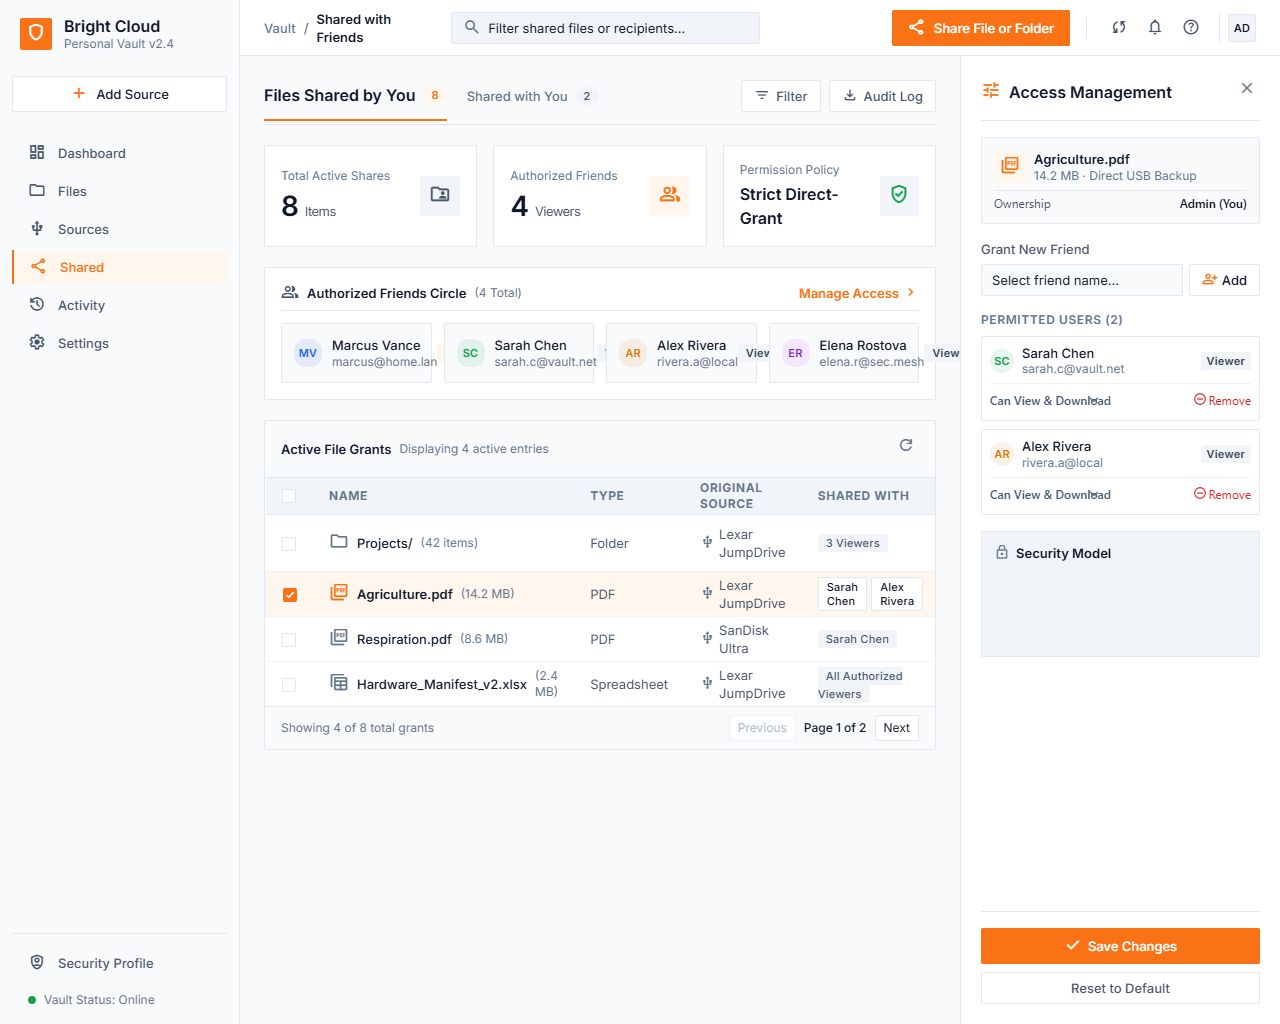 Bright Cloud
Personal Vault v2.4
Add Source
Dashboard
Files
Sources
Shared
Activity
Settings
Security Profile
Vault Status: Online
Vault / Shared with
Friends
Filter shared files or recipients...
Share File or Folder
AD
Files Shared by You 8
Shared with You 2
Filter
Audit Log
Total Active Shares
8 Items
Authorized Friends
4 Viewers
Permission Policy
Strict Direct-
Grant
Authorized Friends Circle (4 Total)
Manage Access
MV
Marcus Vance
marcus@home.lan
SC
Sarah Chen
sarah.c@vault.net
AR
Alex Rivera
rivera.a@local
ER
Elena Rostova
elena.r@sec.mesh
View
Active File Grants Displaying 4 active entries
NAME
TYPE
ORIGINAL
SOURCE
SHARED WITH
Projects/ (42 items)
Folder
Lexar
JumpDrive
3 Viewers
Agriculture.pdf (14.2 MB)
PDF
Lexar
JumpDrive
Sarah
Chen
Alex
Rivera
Respiration.pdf (8.6 MB)
PDF
SanDisk
Ultra
Sarah Chen
Hardware_Manifest_v2.xlsx (2.4
MB)
Spreadsheet
Lexar
JumpDrive
All Authorized
Viewers
Showing 4 of 8 total grants
Previous
Page 1 of 2
Next
Access Management
Agriculture.pdf
14.2 MB · Direct USB Backup
Ownership
Admin (You)
Grant New Friend
Select friend name...
Add
PERMITTED USERS (2)
SC
Sarah Chen
sarah.c@vault.net
Viewer
Can View & Download
Remove
AR
Alex Rivera
rivera.a@local
Viewer
Can View & Download
Remove
Security Model
Save Changes
Reset to Default